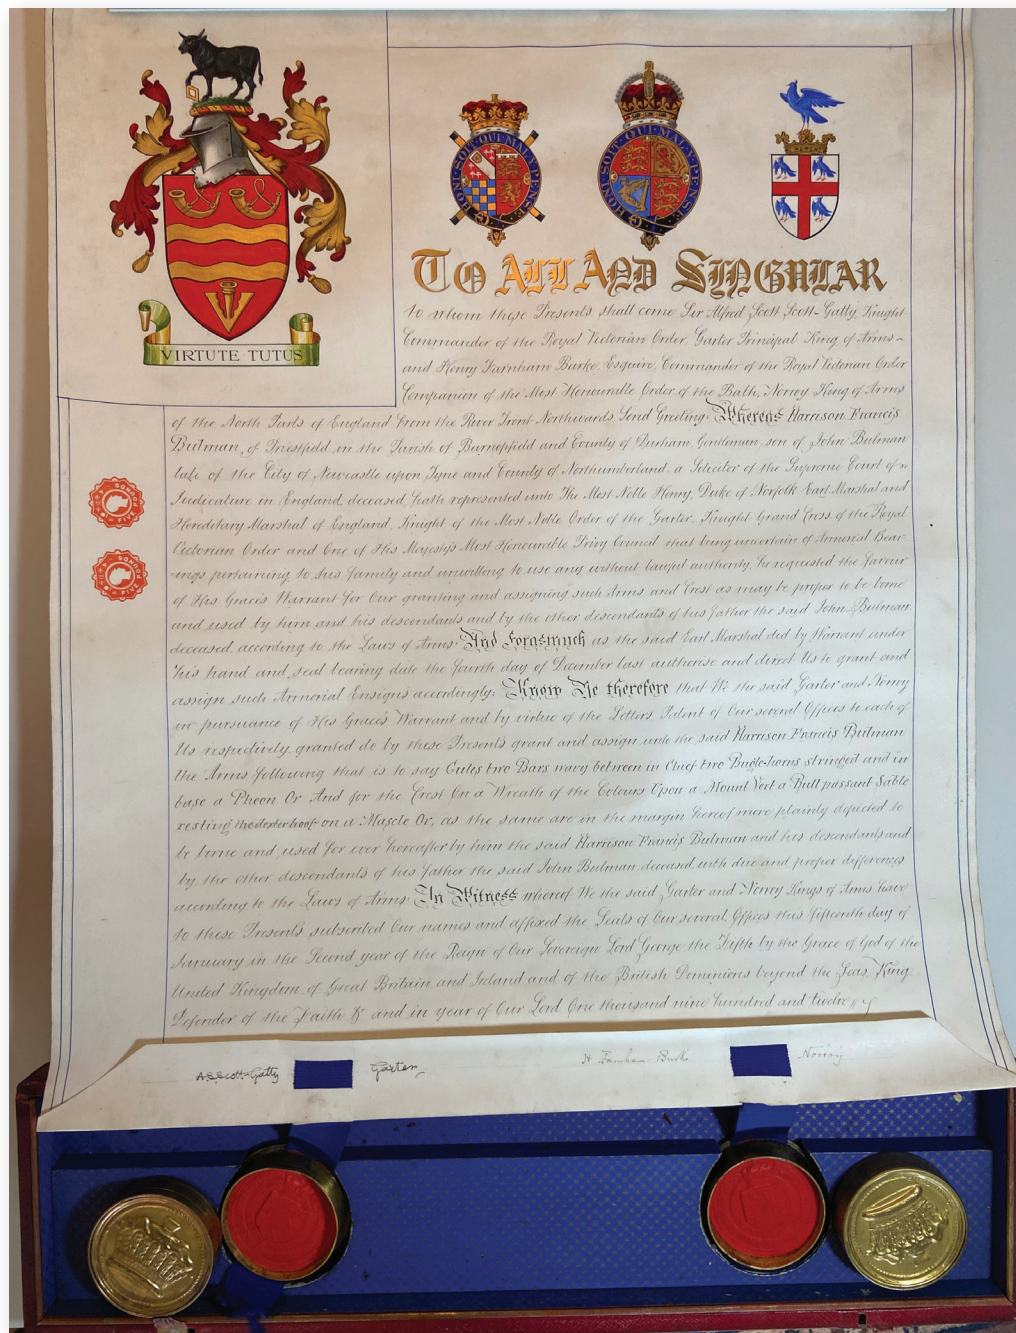 VIRTUTE TUTUS
HONI·SOIT·QUI·MAL·Y·PENSE
HONI·SOIT·QUI·MAL·Y·PENSE
To All And Singular
to whom these Presents shall come Sir Alfred Scott Scott-Gatty, Knight
Commander of the Royal Victorian Order, Garter Principal King of Arms
and Henry Farnham Burke, Esquire, Commander of the Royal Victorian Order
Companion of the Most Honourable Order of the Bath, Norroy King of Arms
of the North Parts of England from the River Trent Northwards, Send Greeting: Whereas Harrison Francis
Bulman, of in the Parish of and County of Durham, Gentleman, son of John Bulman
late of the City of Newcastle upon Tyne and County of Northumberland, a Solicitor of the Supreme Court of
Judicature in England, deceased, hath represented unto The Most Noble Henry, Duke of Norfolk Earl Marshal and
Hereditary Marshal of England, Knight of the Most Noble Order of the Garter, Knight Grand Cross of the Royal
Victorian Order and One of His Majesty's Most Honourable Privy Council that being uncertain of Armorial Bear-
-ings pertaining to his family and unwilling to use any without lawful authority, he requested the favour
of His Grace's Warrant for Our granting and assigning such Arms and Crest as may be proper to be borne
and used by him and his descendants and by the other descendants of his father the said John Bulman
deceased, according to the Laws of Arms: And forasmuch as the said Earl Marshal did by Warrant under
his hand and seal bearing date the fourth day of December last authorise and direct Us to grant and
assign such Armorial Ensigns accordingly: Know Ye therefore that We the said Garter and Norroy
in pursuance of His Grace's Warrant and by virtue of the Letters Patent of Our several Offices to each of
Us respectively granted do by these Presents grant and assign unto the said Harrison Francis Bulman
the Arms following that is to say Gules two Bars wavy between in Chief two Bugle-horns stringed and in
base a Pheon Or And for the Crest On a Wreath of the Colours Upon a Mount Vert a Bull passant Sable
resting the dexter hoof on a Mascle Or, as the same are in the margin hereof more plainly depicted to
be borne and used for ever hereafter by him the said Harrison Francis Bulman and his descendants and
by the other descendants of his father the said John Bulman deceased, with due and proper differences
according to the Laws of Arms: In Witness whereof We the said Garter and Norroy Kings of Arms have
to these Presents subscribed Our names and affixed the Seals of Our several Offices this fifteenth day of
January in the Second year of the Reign of Our Sovereign Lord George the Fifth by the Grace of God of the
United Kingdom of Great Britain and Ireland and of the British Dominions beyond the Seas, King,
Defender of the Faith & and in year of Our Lord One thousand nine hundred and twelve
A.S. Scott-Gatty Garter H Farnham Burke Norroy
FIVE POUNDS
FIVE POUNDS